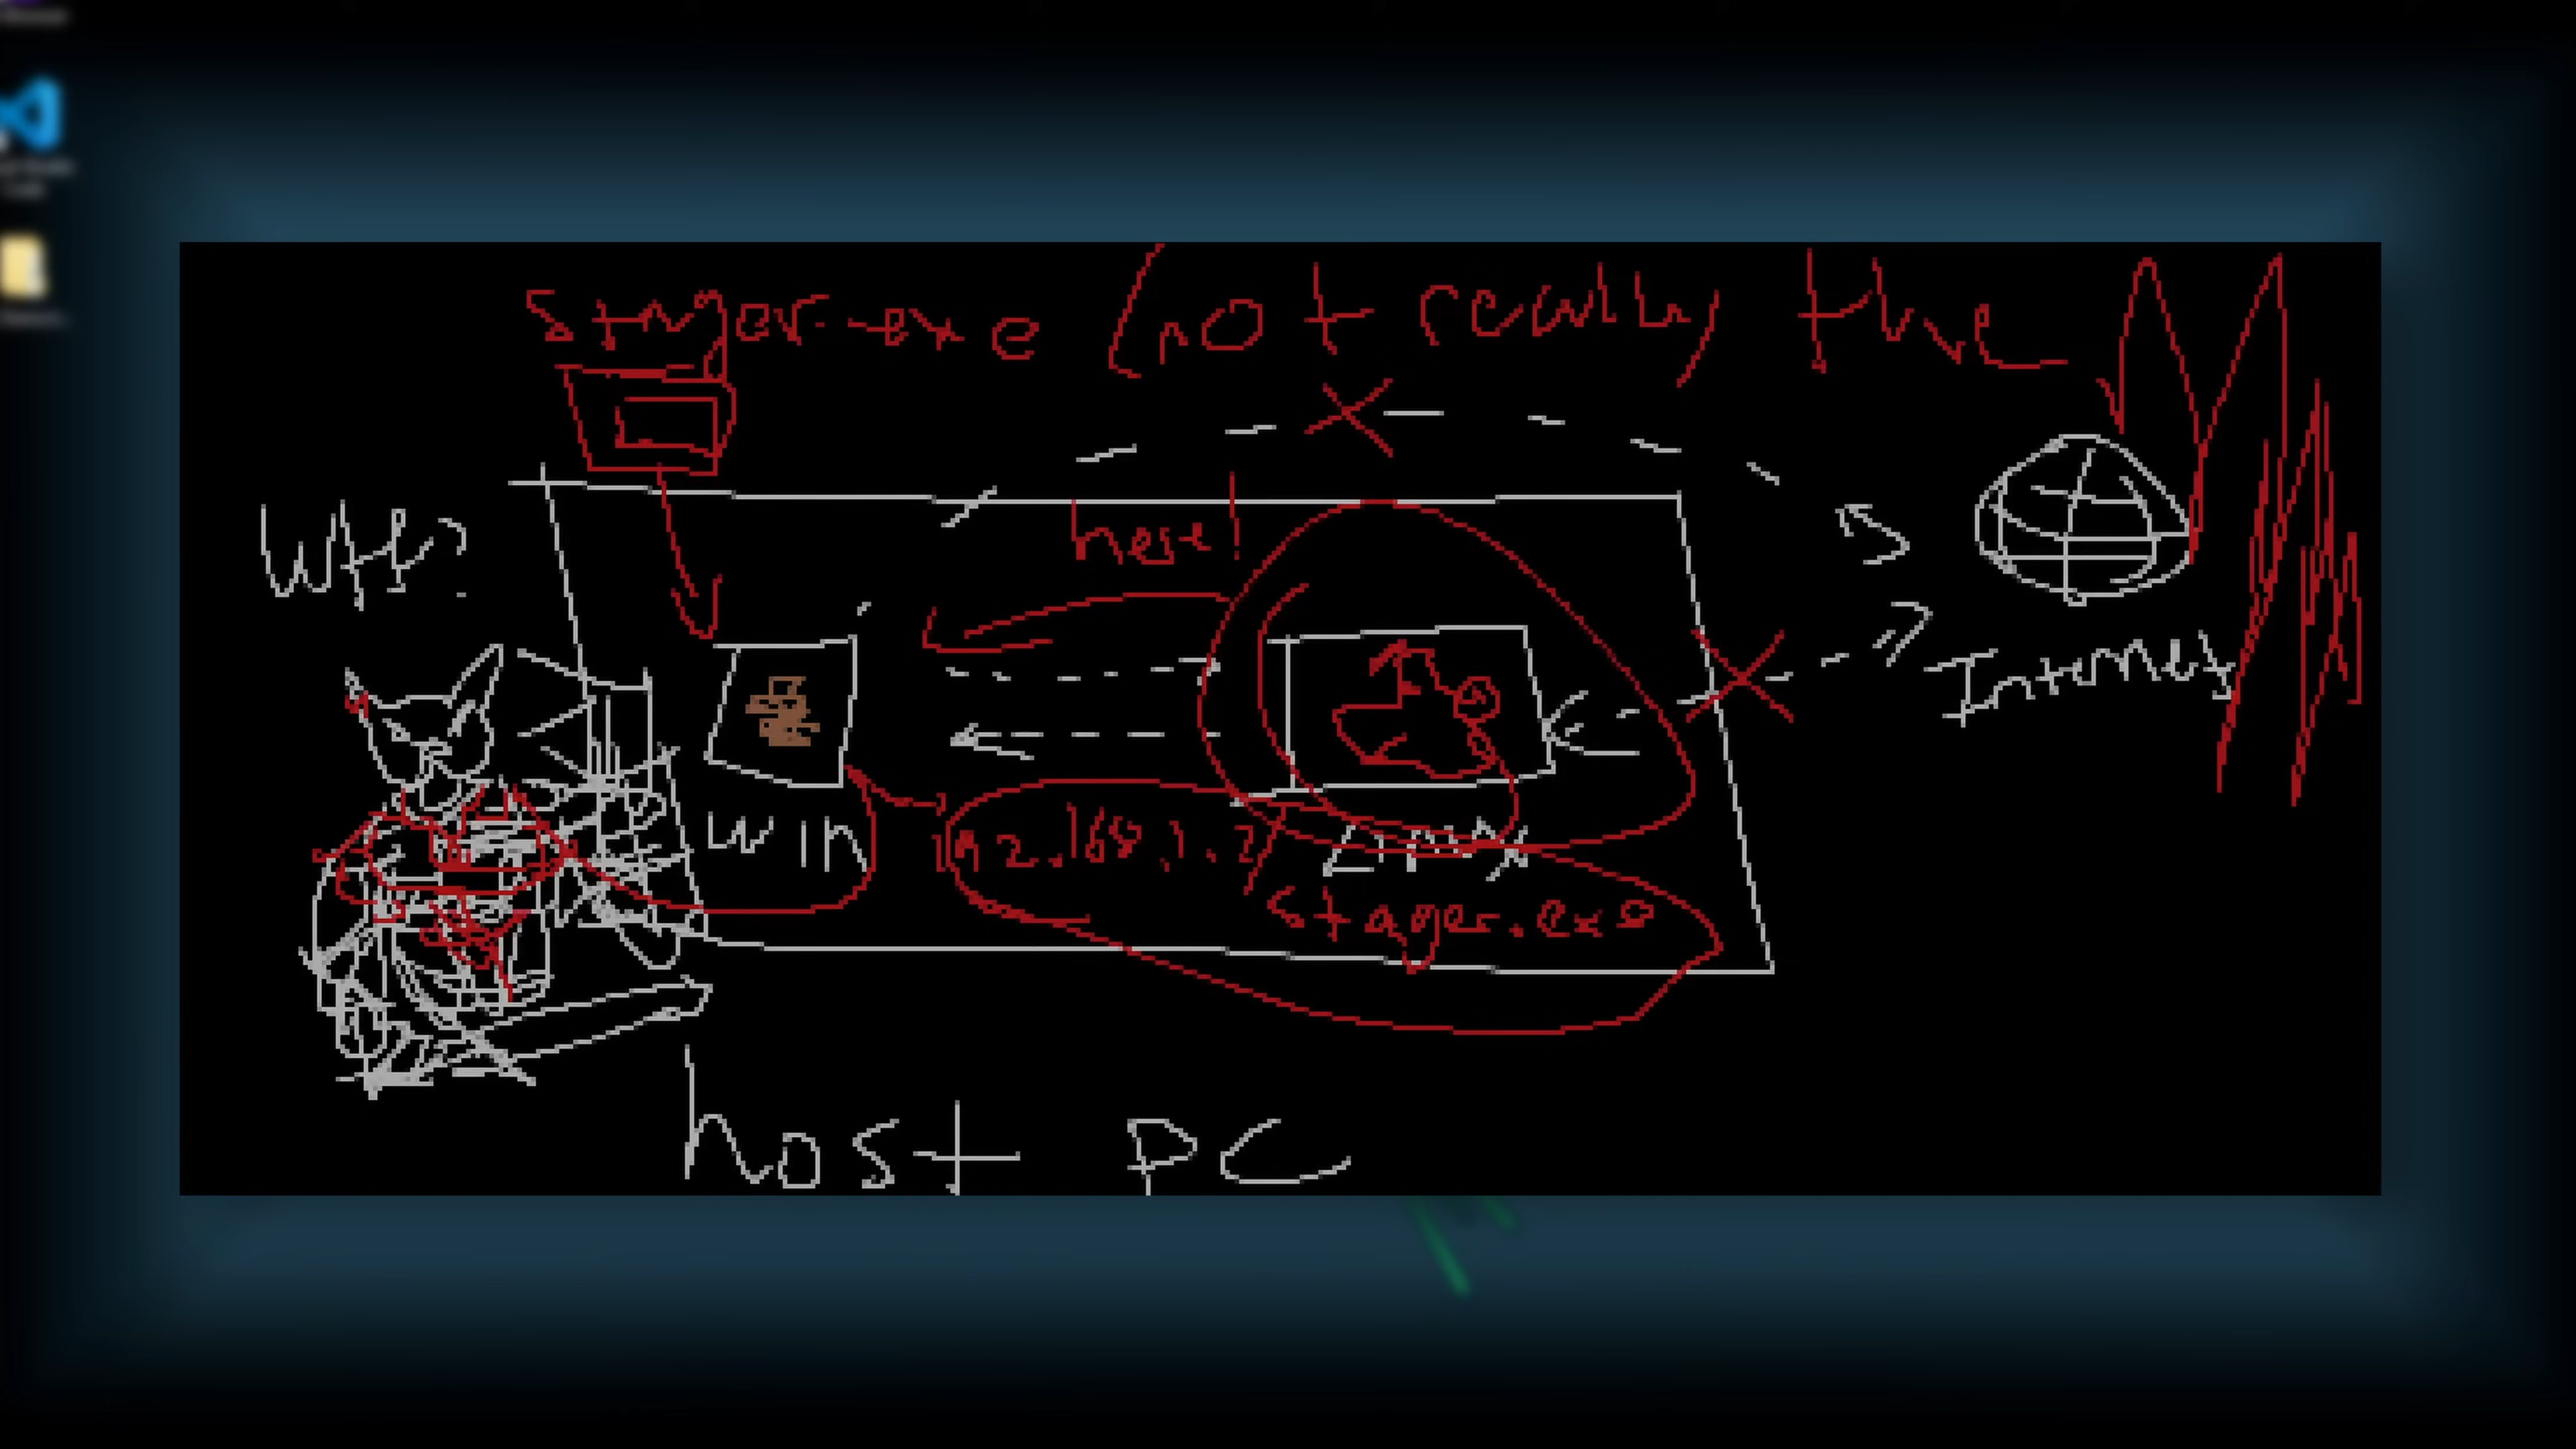 stager.exe (not really the
here!
Wtf?
Internet
win
192.168.1.2/
stager.exe
host PC